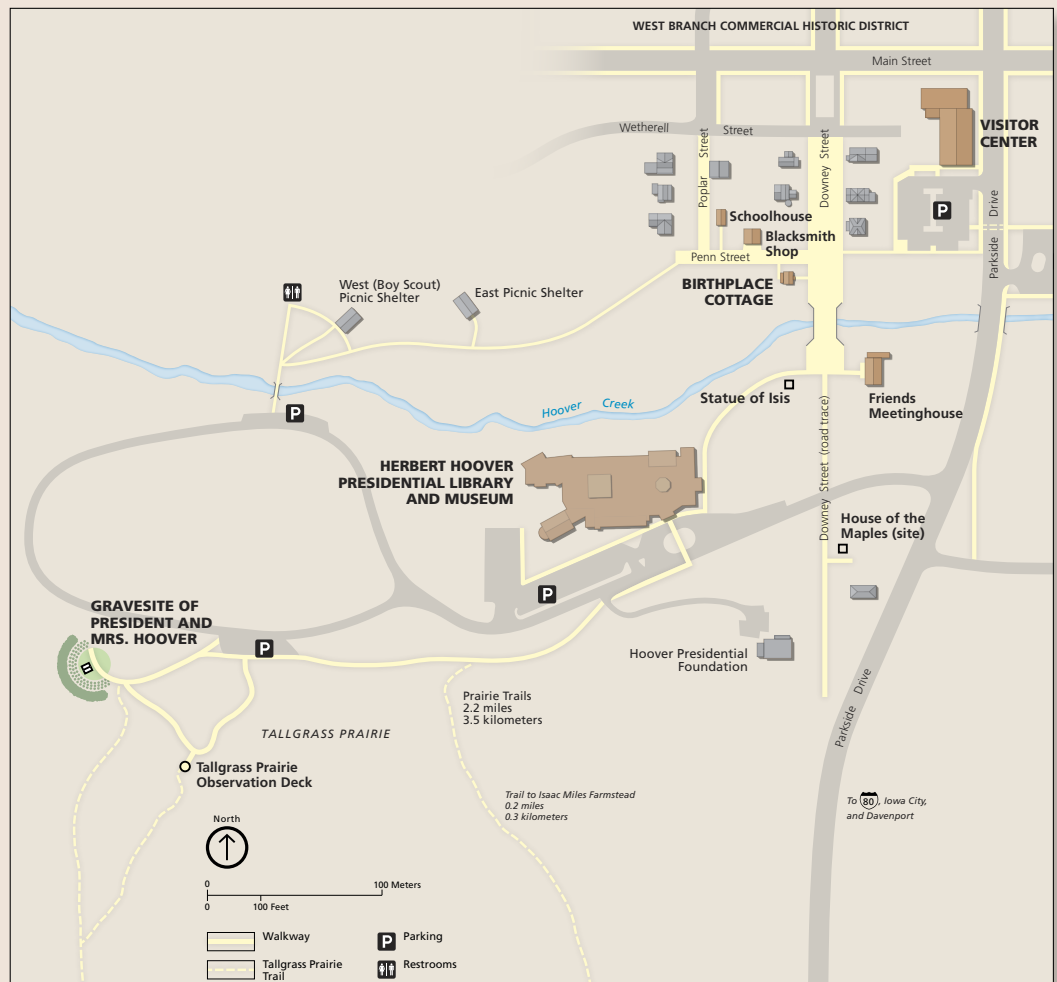 WEST BRANCH COMMERCIAL HISTORIC DISTRICT
Main Street
VISITOR
CENTER
Wetherell Street
Poplar Street
Downey Street
Parkside Drive
P
Schoolhouse
Blacksmith
Shop
Penn Street
BIRTHPLACE
COTTAGE
West (Boy Scout)
Picnic Shelter
East Picnic Shelter
Hoover Creek
Statue of Isis
Friends
Meetinghouse
P
HERBERT HOOVER
PRESIDENTIAL LIBRARY
AND MUSEUM
Downey Street (road trace)
House of the
Maples (site)
P
GRAVESITE OF
PRESIDENT AND
MRS. HOOVER
P
Hoover Presidential
Foundation
Parkside Drive
Prairie Trails
2.2 miles
3.5 kilometers
TALLGRASS PRAIRIE
Tallgrass Prairie
Observation Deck
Trail to Isaac Miles Farmstead
0.2 miles
0.3 kilometers
To 80, Iowa City,
and Davenport
North
0 100 Meters
0 100 Feet
Walkway
P Parking
Tallgrass Prairie
Trail
Restrooms